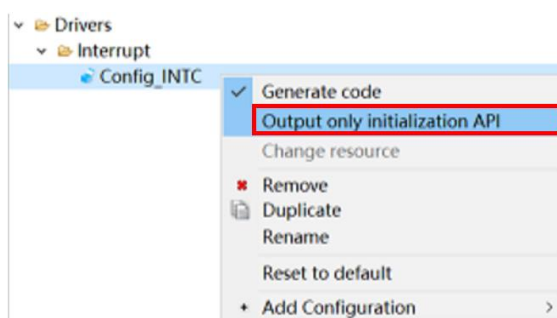 Drivers
Interrupt
Config_INTC
Generate code
Output only initialization API
Change resource
Remove
Duplicate
Rename
Reset to default
Add Configuration